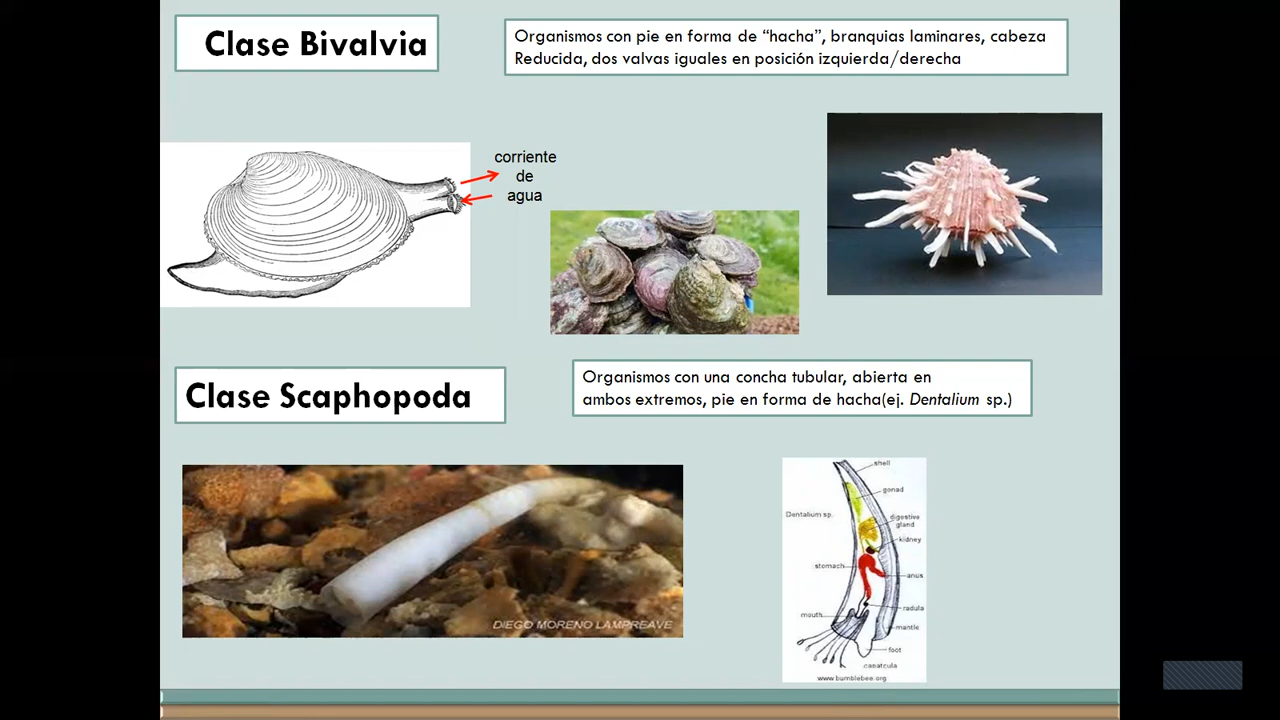 Clase Bivalvia
Organismos con pie en forma de “hacha”, branquias laminares, cabeza
Reducida, dos valvas iguales en posición izquierda/derecha
corriente
de
agua
Clase Scaphopoda
Organismos con una concha tubular, abierta en
ambos extremos, pie en forma de hacha(ej. Dentalium sp.)
DIEGO MORENO LAMPREAVE
shell
gonad
Dentalium sp.
digestive
gland
kidney
stomach
anus
radula
mouth
mantle
foot
www.bumblebee.org